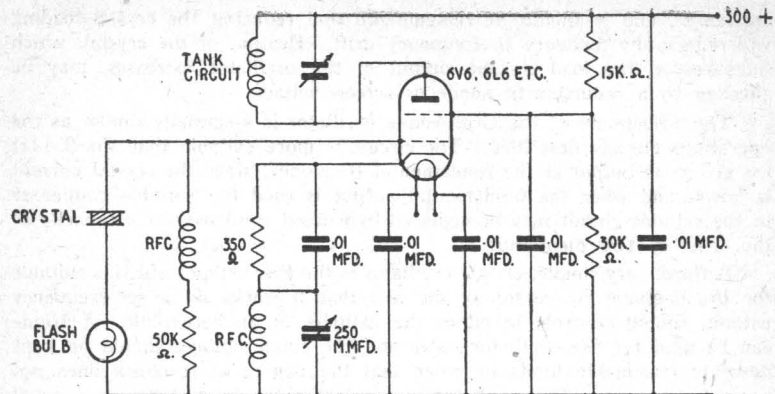 +300 +
TANK
CIRCUIT
6V6, 6L6 ETC.
15K.Ω
CRYSTAL
RFC
350
Ω
.01
MFD.
.01
MFD.
.01
MFD.
.01
MFD.
30K.
Ω
.01 MFD.
FLASH
BULB
50K
Ω
R.F.C.
250
M.MFD.